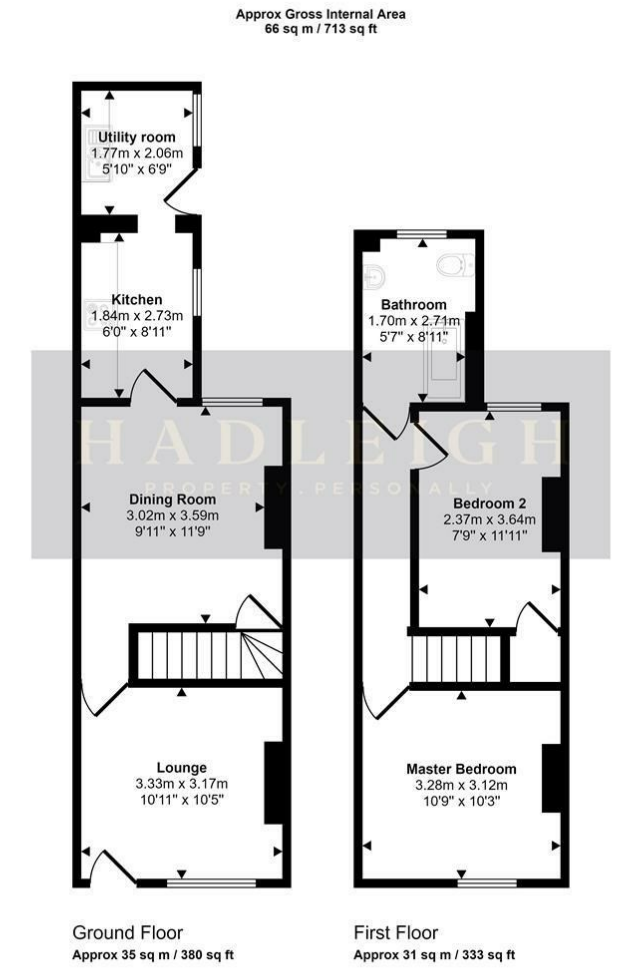 Approx Gross Internal Area
66 sq m / 713 sq ft
Utility room
1.77m x 2.06m
5'10" x 6'9"
Kitchen
1.84m x 2.73m
6'0" x 8'11"
Bathroom
1.70m x 2.71m
5'7" x 8'11"
HADLEIGH
PROPERTY. PERSONALLY
Dining Room
3.02m x 3.59m
9'11" x 11'9"
Bedroom 2
2.37m x 3.64m
7'9" x 11'11"
Lounge
3.33m x 3.17m
10'11" x 10'5"
Master Bedroom
3.28m x 3.12m
10'9" x 10'3"
Ground Floor
Approx 35 sq m / 380 sq ft
First Floor
Approx 31 sq m / 333 sq ft